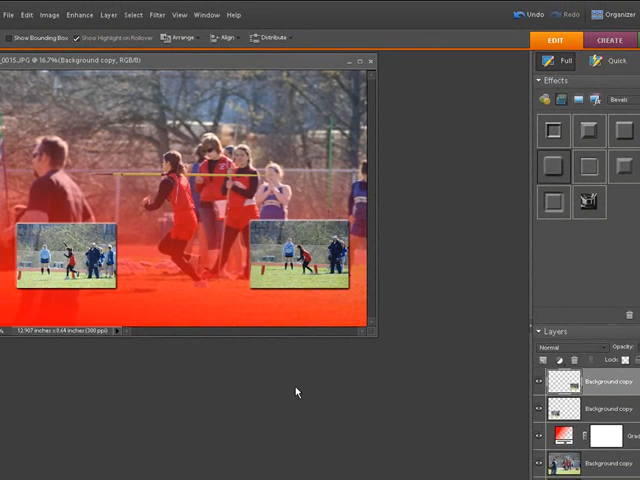 File Edit Image Enhance Layer Select Filter View Window Help Undo Redo Organizer
Show Bounding Box Show Highlight on Rollover Arrange Align Distribute EDIT CREATE
_0015.JPG @ 16.7% (Background copy, RGB/8) Full Quick
Effects
Bevels
12.907 inches x 8.64 inches (300 ppi)
Layers
Normal Opacity:
Lock:
Background copy
Background copy
Grad
Background copy